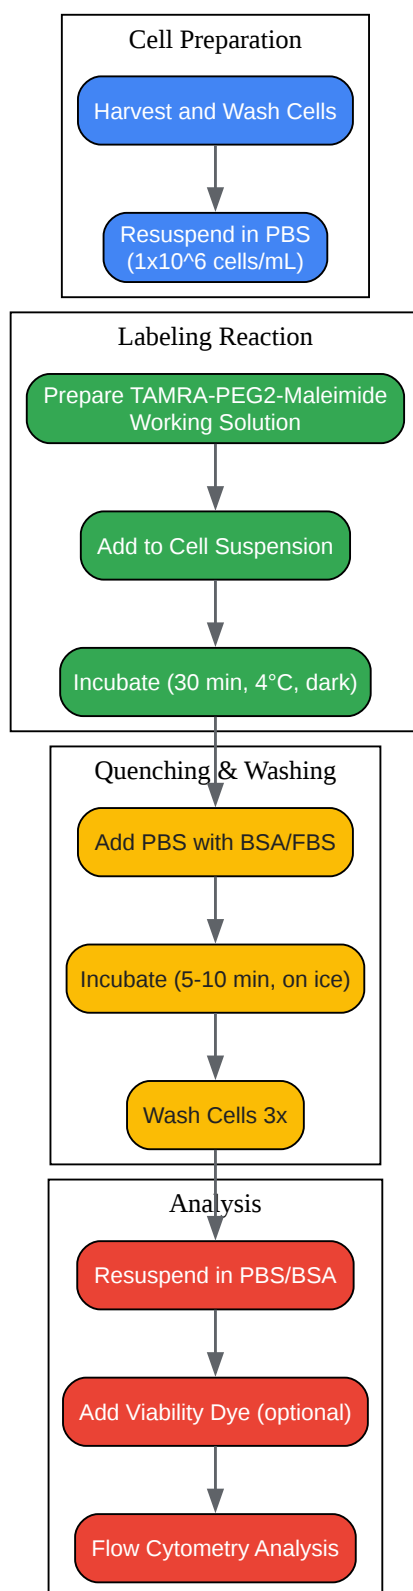 Cell Preparation
Harvest and Wash Cells
Resuspend in PBS
(1x10^6 cells/mL)
Labeling Reaction
Prepare TAMRA-PEG2-Maleimide
Working Solution
Add to Cell Suspension
Incubate (30 min, 4°C, dark)
Quenching & Washing
Add PBS with BSA/FBS
Incubate (5-10 min, on ice)
Wash Cells 3x
Analysis
Resuspend in PBS/BSA
Add Viability Dye (optional)
Flow Cytometry Analysis